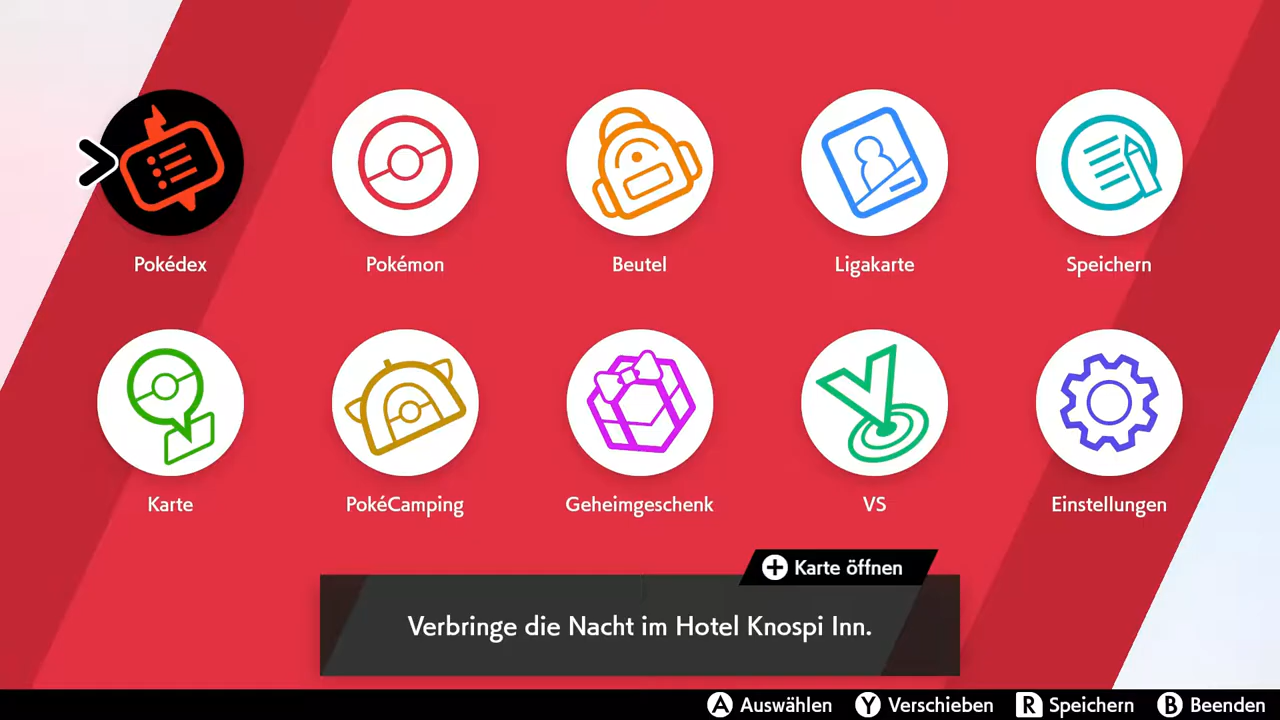 Pokédex
Pokémon
Beutel
Ligakarte
Speichern
Karte
PokéCamping
Geheimgeschenk
VS
Einstellungen
Karte öffnen
Verbringe die Nacht im Hotel Knospi Inn.
A Auswählen Y Verschieben R Speichern B Beenden